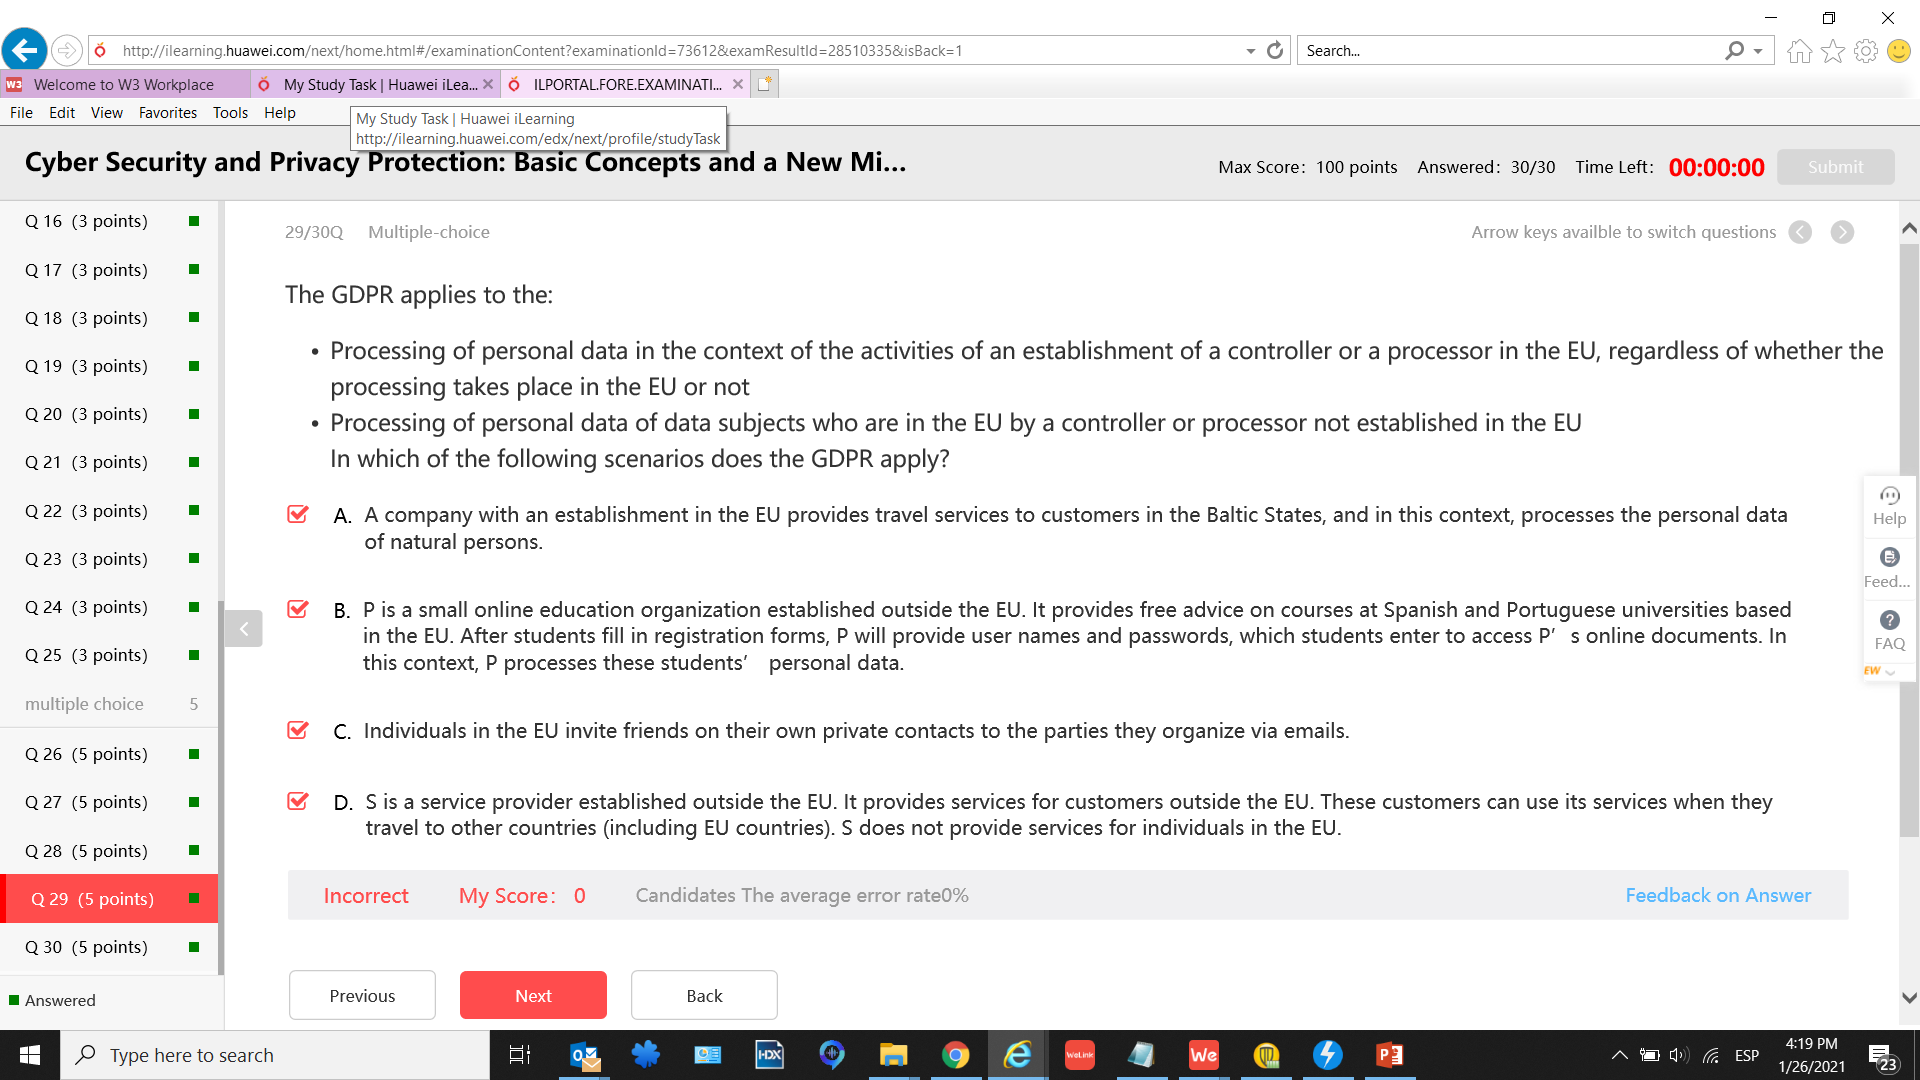 http://ilearning.huawei.com/next/home.html#/examinationContent?examinationId=73612&examResultId=28510335&isBack=1
Search...
W3 Welcome to W3 Workplace
My Study Task | Huawei iLea...
ILPORTAL.FORE.EXAMINATI...
File Edit View Favorites Tools Help
My Study Task | Huawei iLearning
http://ilearning.huawei.com/edx/next/profile/studyTask
Cyber Security and Privacy Protection: Basic Concepts and a New Mi...
Max Score: 100 points Answered: 30/30 Time Left: 00:00:00 Submit
Q 16 (3 points)
Q 17 (3 points)
Q 18 (3 points)
Q 19 (3 points)
Q 20 (3 points)
Q 21 (3 points)
Q 22 (3 points)
Q 23 (3 points)
Q 24 (3 points)
Q 25 (3 points)
multiple choice 5
Q 26 (5 points)
Q 27 (5 points)
Q 28 (5 points)
Q 29 (5 points)
Q 30 (5 points)
Answered
29/30Q Multiple-choice
Arrow keys availble to switch questions
The GDPR applies to the:
• Processing of personal data in the context of the activities of an establishment of a controller or a processor in the EU, regardless of whether the
processing takes place in the EU or not
• Processing of personal data of data subjects who are in the EU by a controller or processor not established in the EU
In which of the following scenarios does the GDPR apply?
A. A company with an establishment in the EU provides travel services to customers in the Baltic States, and in this context, processes the personal data
of natural persons.
B. P is a small online education organization established outside the EU. It provides free advice on courses at Spanish and Portuguese universities based
in the EU. After students fill in registration forms, P will provide user names and passwords, which students enter to access P’ s online documents. In
this context, P processes these students’ personal data.
C. Individuals in the EU invite friends on their own private contacts to the parties they organize via emails.
D. S is a service provider established outside the EU. It provides services for customers outside the EU. These customers can use its services when they
travel to other countries (including EU countries). S does not provide services for individuals in the EU.
Incorrect My Score: 0 Candidates The average error rate0% Feedback on Answer
Previous Next Back
Help
Feed...
FAQ
EW
Type here to search
HDX
WeLink
We
ESP
4:19 PM
1/26/2021
23